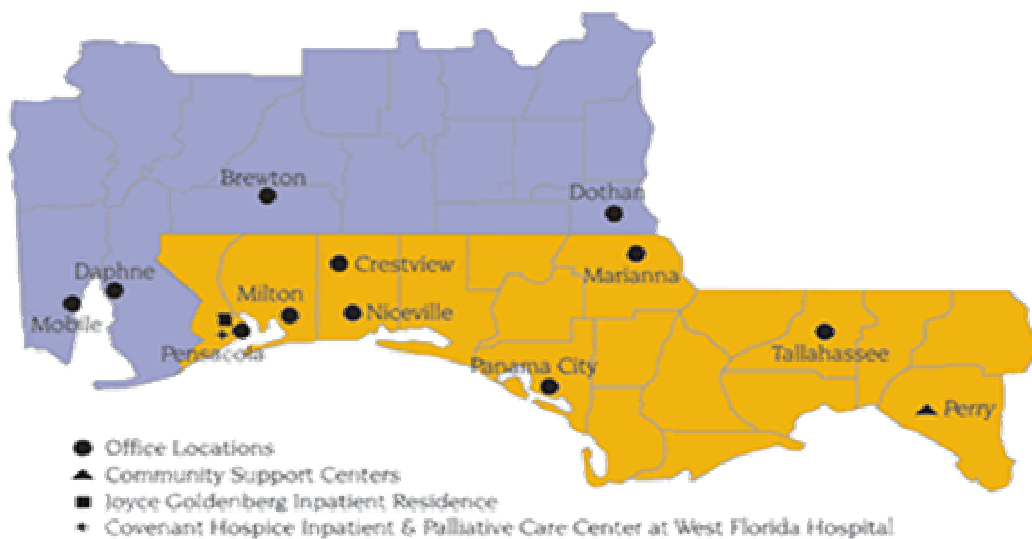 Brewton
Dothan
Daphne
Crestview
Marianna
Milton
Niceville
Mobile
Pensacola
Tallahassee
Panama City
Perry
Office Locations
Community Support Centers
Joyce Goldenberg Inpatient Residence
Covenant Hospice Inpatient & Palliative Care Center at West Florida Hospital